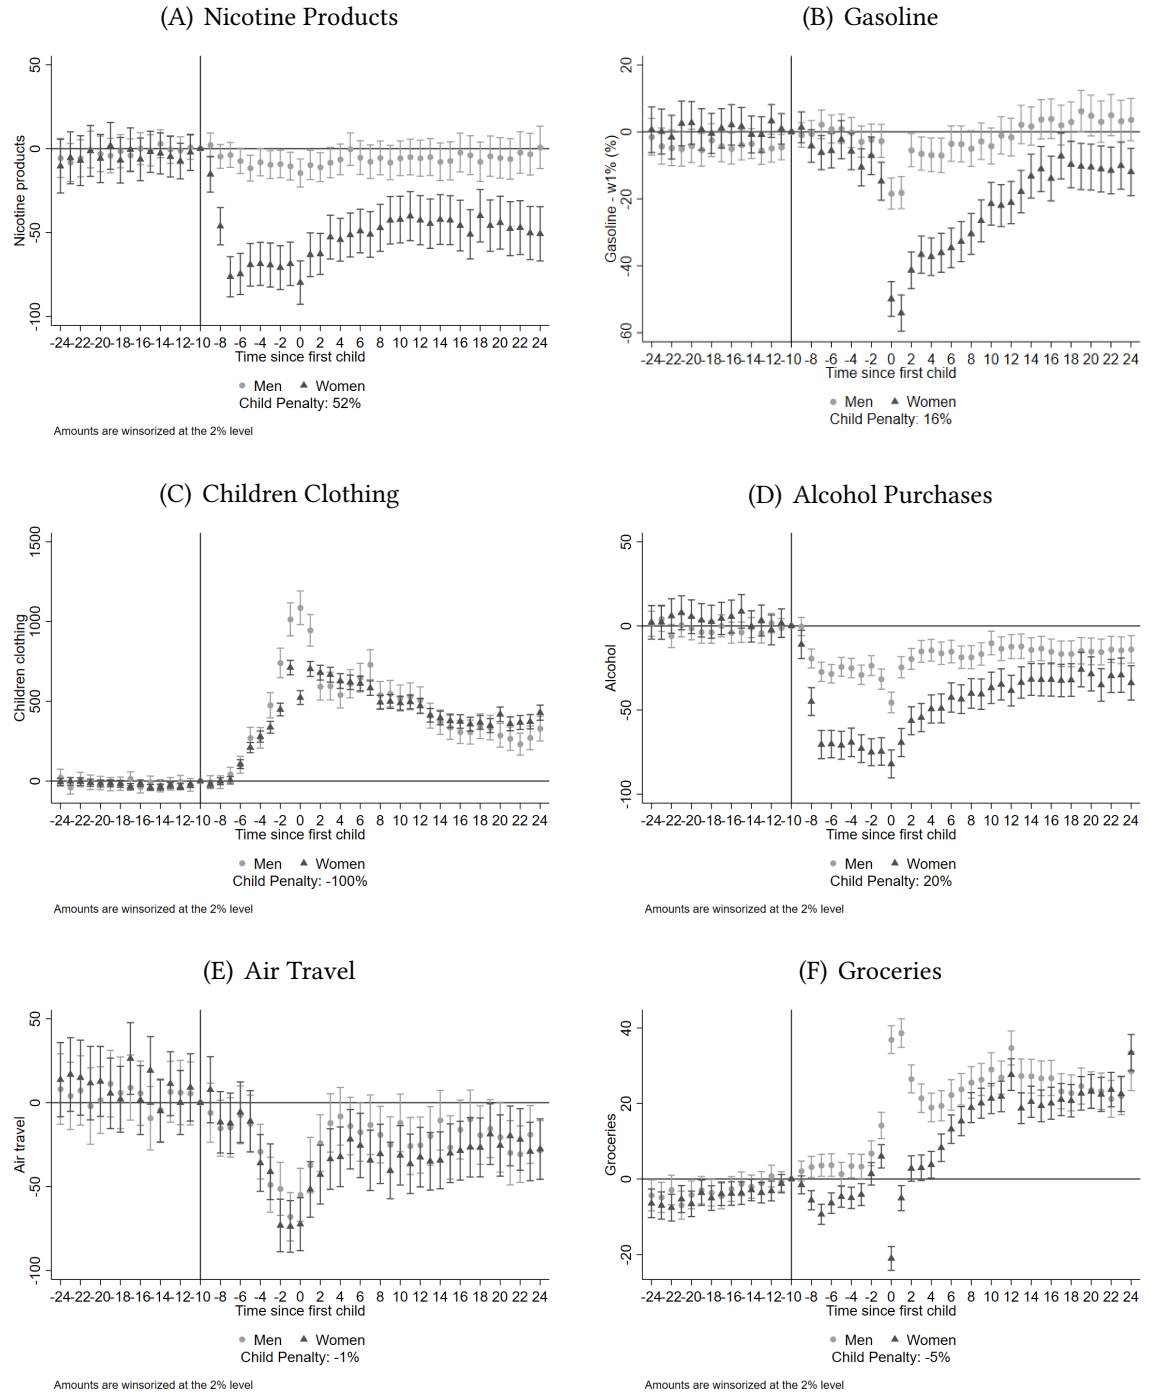 (A) Nicotine Products
Nicotine products
50
0
-50
-100
-24 -22 -20 -18 -16 -14 -12 -10 -8 -6 -4 -2 0 2 4 6 8 10 12 14 16 18 20 22 24
Time since first child
Men Women
Child Penalty: 52%
Amounts are winsorized at the 2% level
(B) Gasoline
Gasoline - w1% (%)
20
0
-20
-40
-60
-24 -22 -20 -18 -16 -14 -12 -10 -8 -6 -4 -2 0 2 4 6 8 10 12 14 16 18 20 22 24
Time since first child
Men Women
Child Penalty: 16%
(C) Children Clothing
Children clothing
1500
1000
500
0
-24 -22 -20 -18 -16 -14 -12 -10 -8 -6 -4 -2 0 2 4 6 8 10 12 14 16 18 20 22 24
Time since first child
Men Women
Child Penalty: -100%
Amounts are winsorized at the 2% level
(D) Alcohol Purchases
Alcohol
50
0
-50
-100
-24 -22 -20 -18 -16 -14 -12 -10 -8 -6 -4 -2 0 2 4 6 8 10 12 14 16 18 20 22 24
Time since first child
Men Women
Child Penalty: 20%
Amounts are winsorized at the 2% level
(E) Air Travel
Air travel
50
0
-50
-100
-24 -22 -20 -18 -16 -14 -12 -10 -8 -6 -4 -2 0 2 4 6 8 10 12 14 16 18 20 22 24
Time since first child
Men Women
Child Penalty: -1%
Amounts are winsorized at the 2% level
(F) Groceries
Groceries
40
20
0
-20
-24 -22 -20 -18 -16 -14 -12 -10 -8 -6 -4 -2 0 2 4 6 8 10 12 14 16 18 20 22 24
Time since first child
Men Women
Child Penalty: -5%
Amounts are winsorized at the 2% level